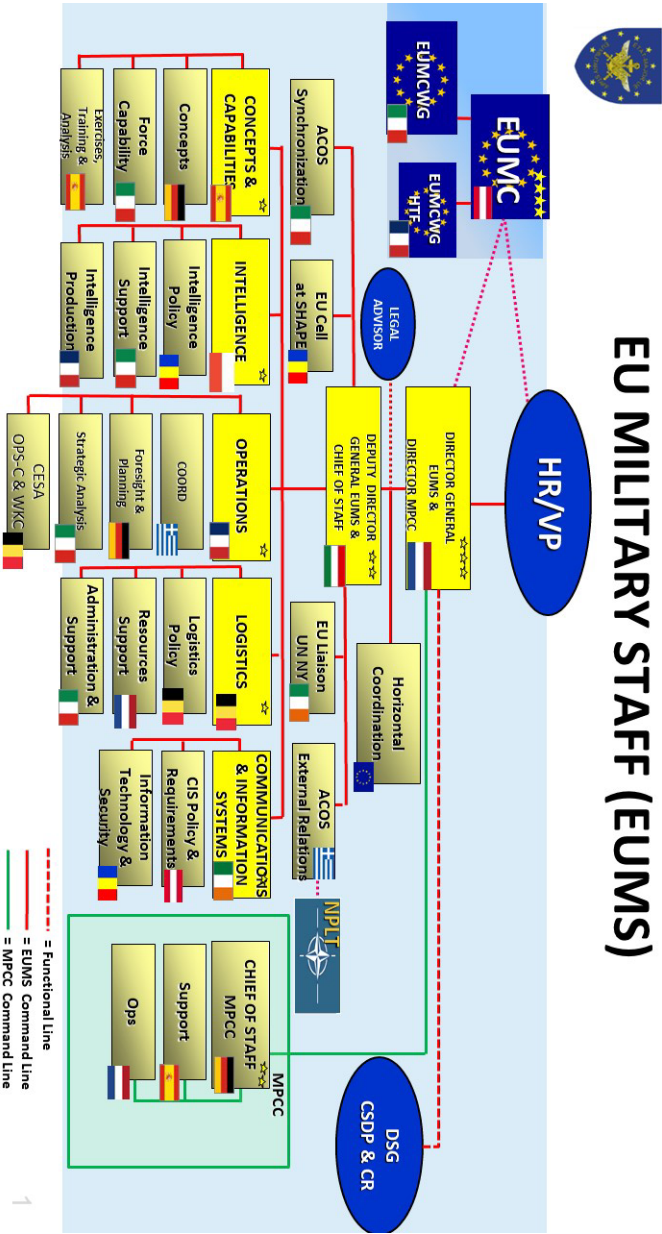 EU MILITARY STAFF (EUMS)
EUMC
EUMCWG
EUMCWG
HTF
HR/VP
DIRECTOR GENERAL
EUMS &
DIRECTOR MPCC
DSG
CSDP & CR
LEGAL
ADVISOR
DEPUTY DIRECTOR
GENERAL EUMS &
CHIEF OF STAFF
Horizontal
Coordination
ACOS
Synchronization
EU Cell
at SHAPE
EU Liaison
UN NY
ACOS
External Relations
NPLT
CONCEPTS &
CAPABILITIES
Concepts
Force
Capability
Exercises,
Training &
Analysis
INTELLIGENCE
Intelligence
Policy
Intelligence
Support
Intelligence
Production
OPERATIONS
COORD
Foresight &
Planning
Strategic Analysis
CESA
OPS-C & WKC
LOGISTICS
Logistics
Policy
Resources
Support
Administration &
Support
COMMUNICATIONS
& INFORMATION
SYSTEMS
CIS Policy &
Requirements
Information
Technology &
Security
MPCC
CHIEF OF STAFF
MPCC
Support
Ops
= Functional Line
= EUMS Command Line
= MPCC Command Line
1